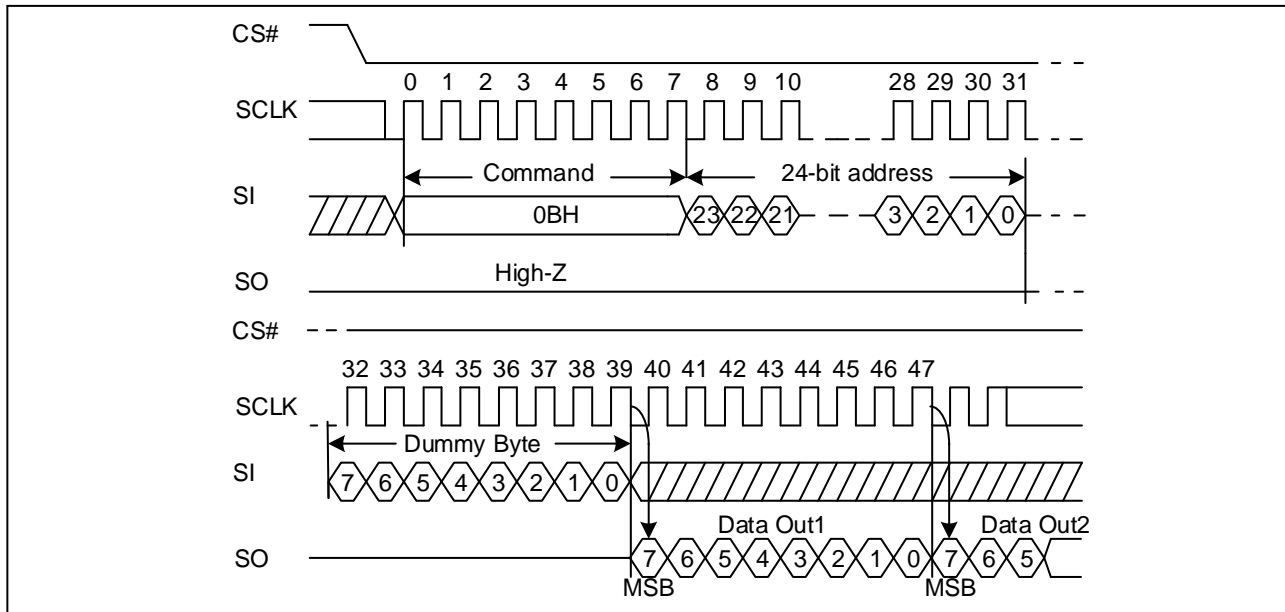 CS#
0 1 2 3 4 5 6 7 8 9 10 28 29 30 31
SCLK
Command 24-bit address
SI
0BH 23 22 21 3 2 1 0
High-Z
SO
CS#
32 33 34 35 36 37 38 39 40 41 42 43 44 45 46 47
SCLK
Dummy Byte
SI
7 6 5 4 3 2 1 0
Data Out1 Data Out2
SO
7 6 5 4 3 2 1 0 7 6 5
MSB MSB